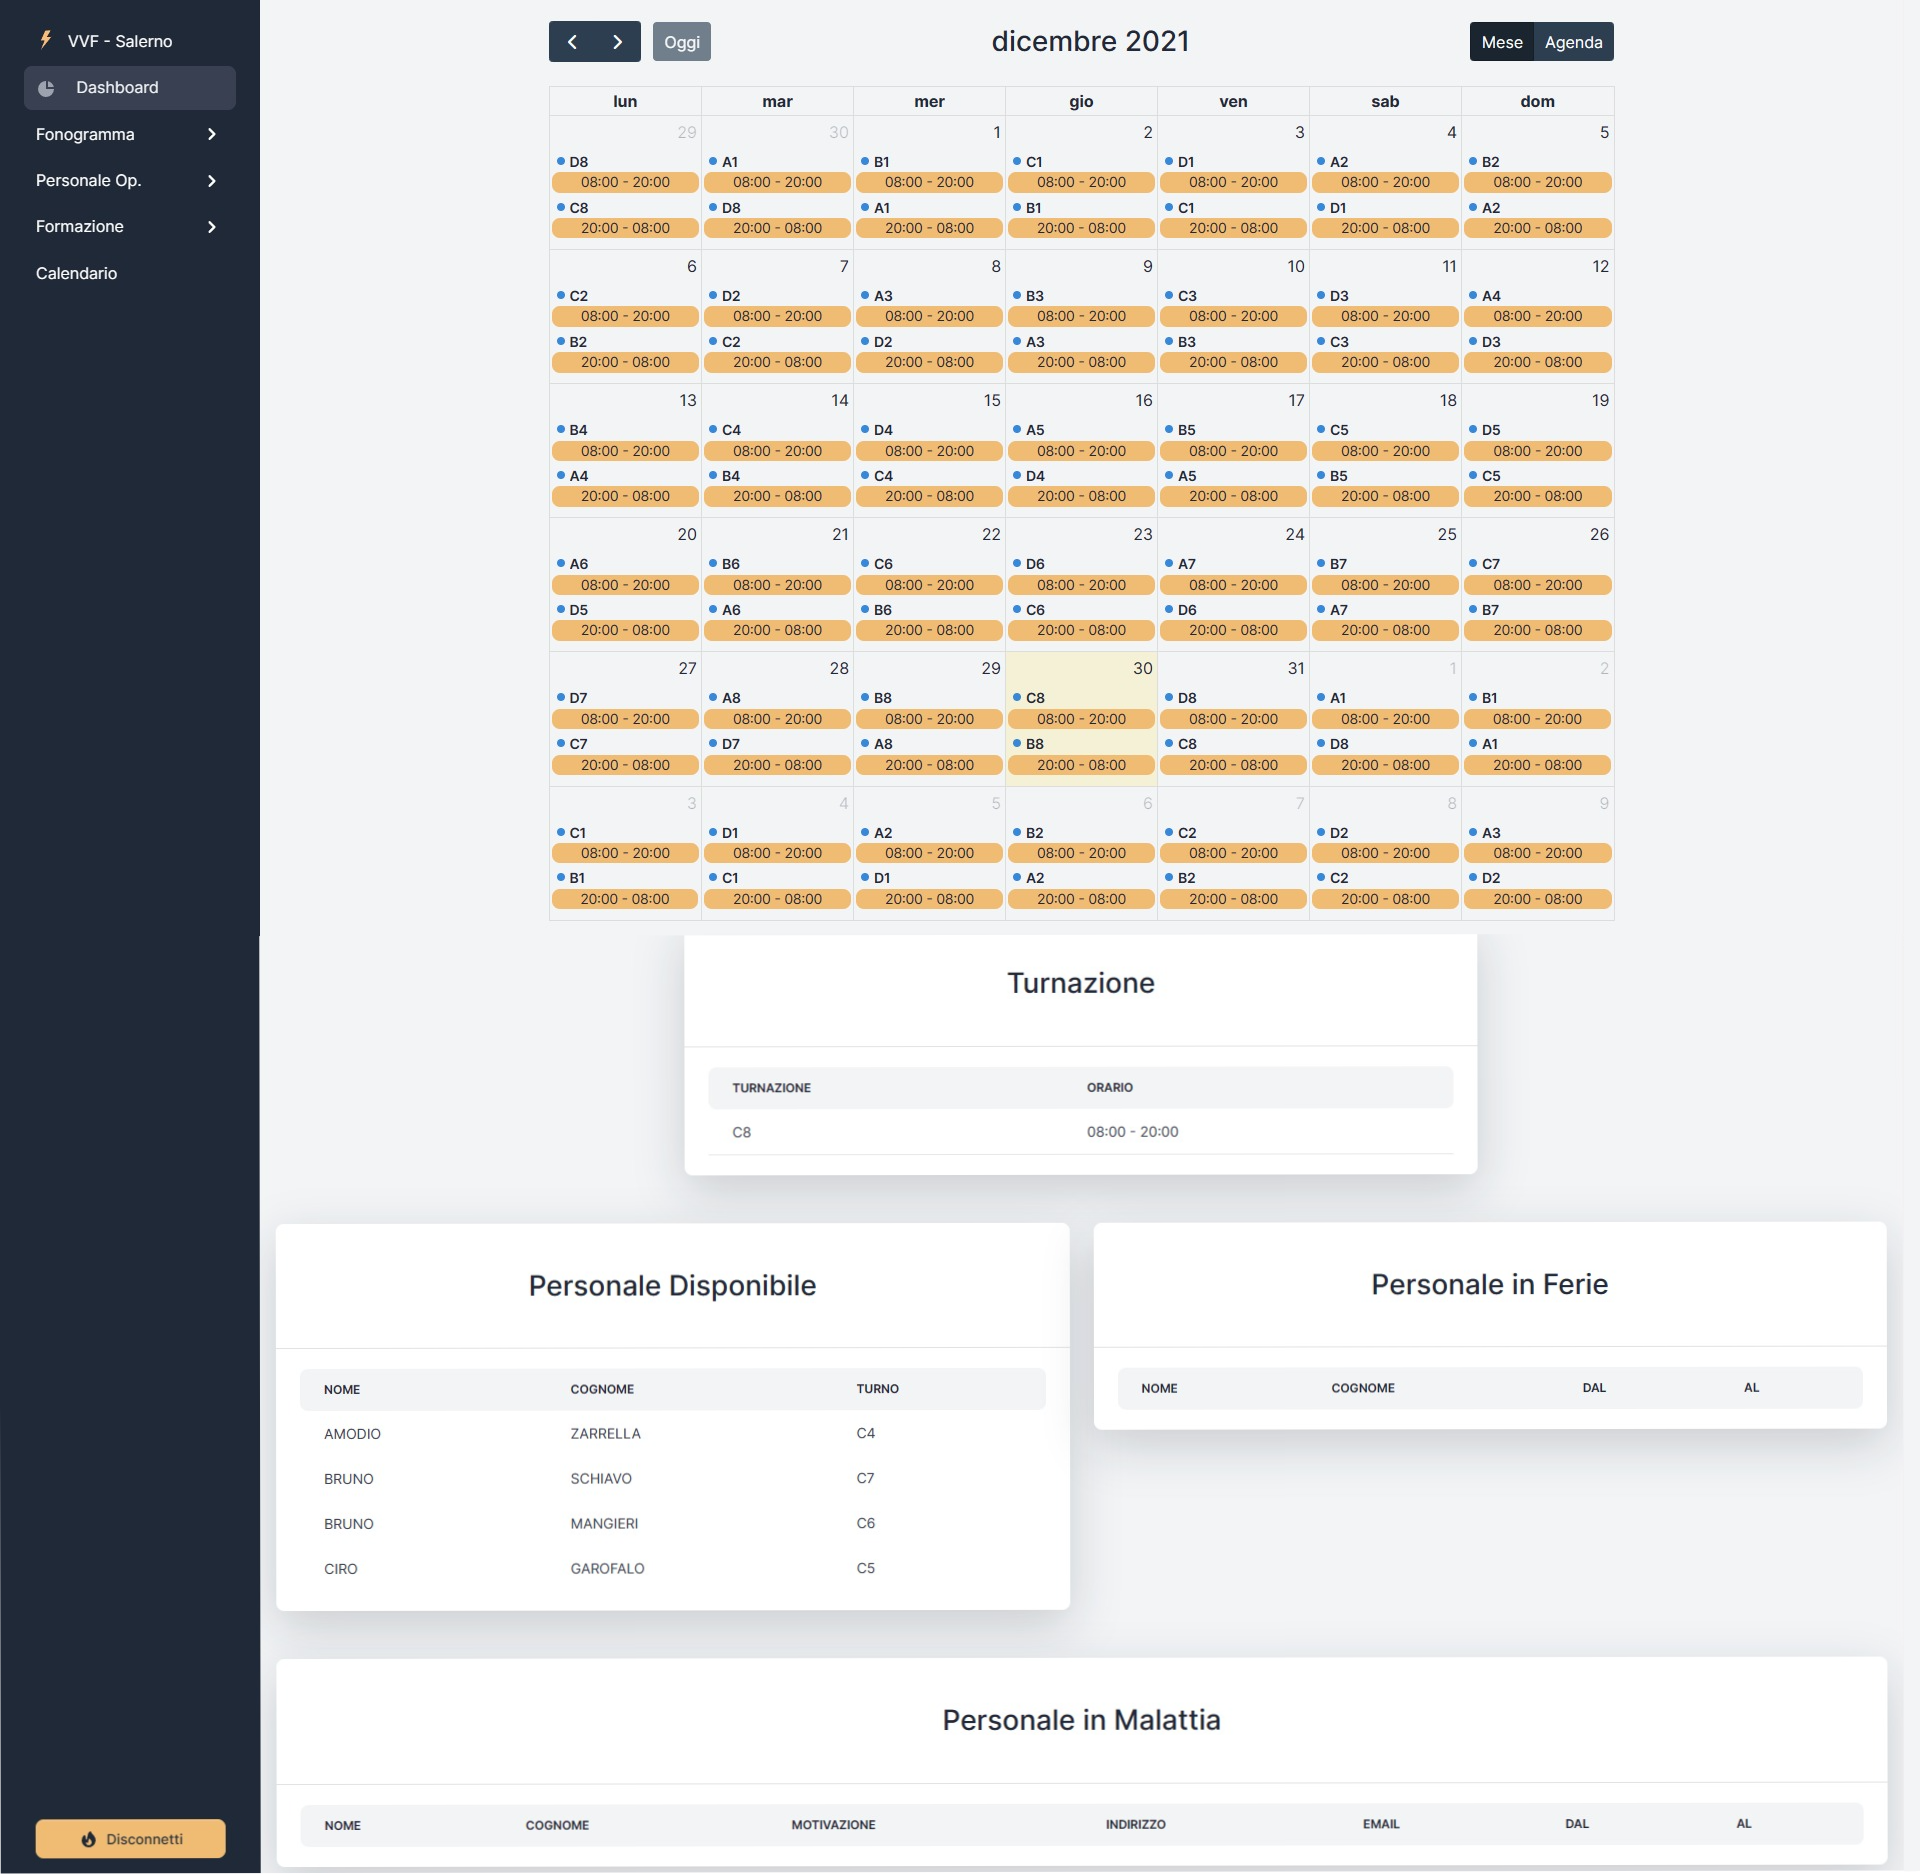 VVF - Salerno
Dashboard
Fonogramma
Personale Op.
Formazione
Calendario
Disconnetti
Oggi
dicembre 2021
Mese Agenda
lun mar mer gio ven sab dom
29 30 1 2 3 4 5
D8 A1 B1 C1 D1 A2 B2
08:00 - 20:00 08:00 - 20:00 08:00 - 20:00 08:00 - 20:00 08:00 - 20:00 08:00 - 20:00 08:00 - 20:00
C8 D8 A1 B1 C1 D1 A2
20:00 - 08:00 20:00 - 08:00 20:00 - 08:00 20:00 - 08:00 20:00 - 08:00 20:00 - 08:00 20:00 - 08:00
6 7 8 9 10 11 12
C2 D2 A3 B3 C3 D3 A4
08:00 - 20:00 08:00 - 20:00 08:00 - 20:00 08:00 - 20:00 08:00 - 20:00 08:00 - 20:00 08:00 - 20:00
B2 C2 D2 A3 B3 C3 D3
20:00 - 08:00 20:00 - 08:00 20:00 - 08:00 20:00 - 08:00 20:00 - 08:00 20:00 - 08:00 20:00 - 08:00
13 14 15 16 17 18 19
B4 C4 D4 A5 B5 C5 D5
08:00 - 20:00 08:00 - 20:00 08:00 - 20:00 08:00 - 20:00 08:00 - 20:00 08:00 - 20:00 08:00 - 20:00
A4 B4 C4 D4 A5 B5 C5
20:00 - 08:00 20:00 - 08:00 20:00 - 08:00 20:00 - 08:00 20:00 - 08:00 20:00 - 08:00 20:00 - 08:00
20 21 22 23 24 25 26
A6 B6 C6 D6 A7 B7 C7
08:00 - 20:00 08:00 - 20:00 08:00 - 20:00 08:00 - 20:00 08:00 - 20:00 08:00 - 20:00 08:00 - 20:00
D5 A6 B6 C6 D6 A7 B7
20:00 - 08:00 20:00 - 08:00 20:00 - 08:00 20:00 - 08:00 20:00 - 08:00 20:00 - 08:00 20:00 - 08:00
27 28 29 30 31 1 2
D7 A8 B8 C8 D8 A1 B1
08:00 - 20:00 08:00 - 20:00 08:00 - 20:00 08:00 - 20:00 08:00 - 20:00 08:00 - 20:00 08:00 - 20:00
C7 D7 A8 B8 C8 D8 A1
20:00 - 08:00 20:00 - 08:00 20:00 - 08:00 20:00 - 08:00 20:00 - 08:00 20:00 - 08:00 20:00 - 08:00
3 4 5 6 7 8 9
C1 D1 A2 B2 C2 D2 A3
08:00 - 20:00 08:00 - 20:00 08:00 - 20:00 08:00 - 20:00 08:00 - 20:00 08:00 - 20:00 08:00 - 20:00
B1 C1 D1 A2 B2 C2 D2
20:00 - 08:00 20:00 - 08:00 20:00 - 08:00 20:00 - 08:00 20:00 - 08:00 20:00 - 08:00 20:00 - 08:00
Turnazione
TURNAZIONE ORARIO
C8 08:00 - 20:00
Personale Disponibile
NOME COGNOME TURNO
AMODIO ZARRELLA C4
BRUNO SCHIAVO C7
BRUNO MANGIERI C6
CIRO GAROFALO C5
Personale in Ferie
NOME COGNOME DAL AL
Personale in Malattia
NOME COGNOME MOTIVAZIONE INDIRIZZO EMAIL DAL AL